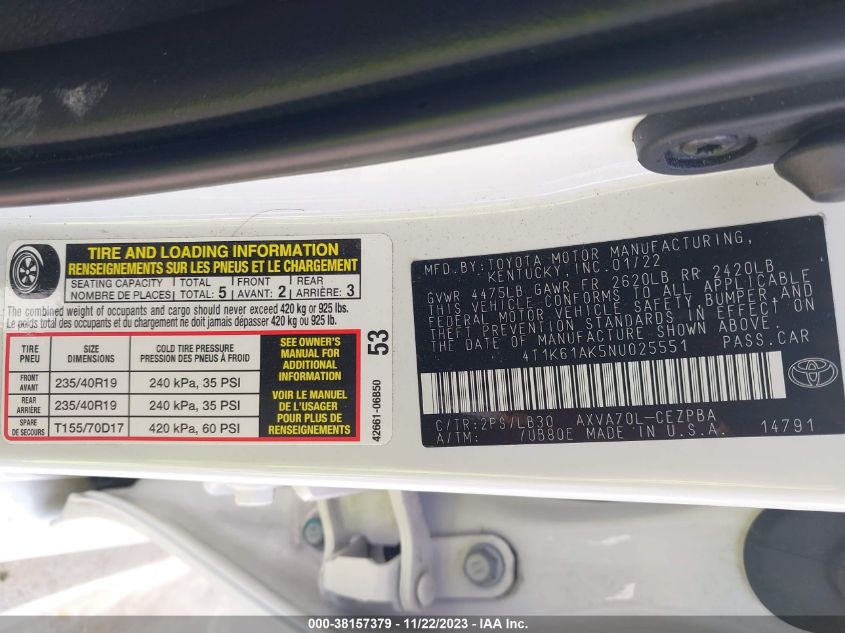 TIRE AND LOADING INFORMATION
RENSEIGNEMENTS SUR LES PNEUS ET LE CHARGEMENT
SEATING CAPACITY TOTAL FRONT REAR
NOMBRE DE PLACES TOTAL 5 AVANT: 2 ARRIÈRE: 3
The combined weight of occupants and cargo should never exceed 420 kg or 925 lbs.
Le poids total des occupants et du chargement ne doit jamais dépasser 420 kg ou 925 lb.
TIRE SIZE COLD TIRE PRESSURE
PNEU DIMENSIONS PRESSION DES PNEUS À FROID
FRONT
AVANT 235/40R19 240 kPa, 35 PSI
REAR
ARRIÈRE 235/40R19 240 kPa, 35 PSI
SPARE
DE SECOURS T155/70D17 420 kPa, 60 PSI
SEE OWNER'S
MANUAL FOR
ADDITIONAL
INFORMATION
VOIR LE MANUEL
DE L'USAGER
POUR PLUS DE
RENSEIGNEMENTS
53
42661-06B50
MFD.BY:TOYOTA MOTOR MANUFACTURING,
KENTUCKY, INC.01/22
GVWR 4475LB GAWR FR 2620LB RR 2420LB
THIS VEHICLE CONFORMS TO ALL APPLICABLE
FEDERAL MOTOR VEHICLE SAFETY, BUMPER AND
THEFT PREVENTION STANDARDS IN EFFECT ON
THE DATE OF MANUFACTURE SHOWN ABOVE.
4T1K61AK5NU025551 PASS.CAR
C/TR:2PS/LB30 AXVA70L-CEZPBA
A/TM: /UB80E MADE IN U.S.A. 14791
000-38157379 - 11/22/2023 - IAA Inc.